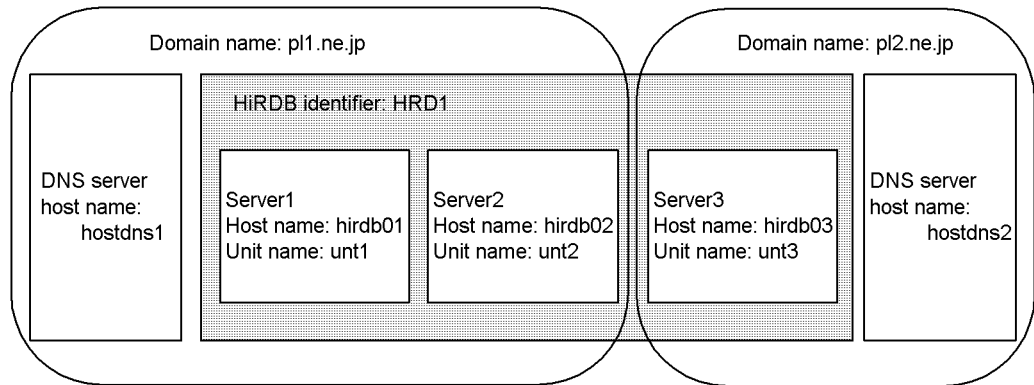 Domain name: pl1.ne.jp
Domain name: pl2.ne.jp
HiRDB identifier: HRD1
DNS server
host name:
hostdns1
Server1
Host name: hirdb01
Unit name: unt1
Server2
Host name: hirdb02
Unit name: unt2
Server3
Host name: hirdb03
Unit name: unt3
DNS server
host name:
hostdns2